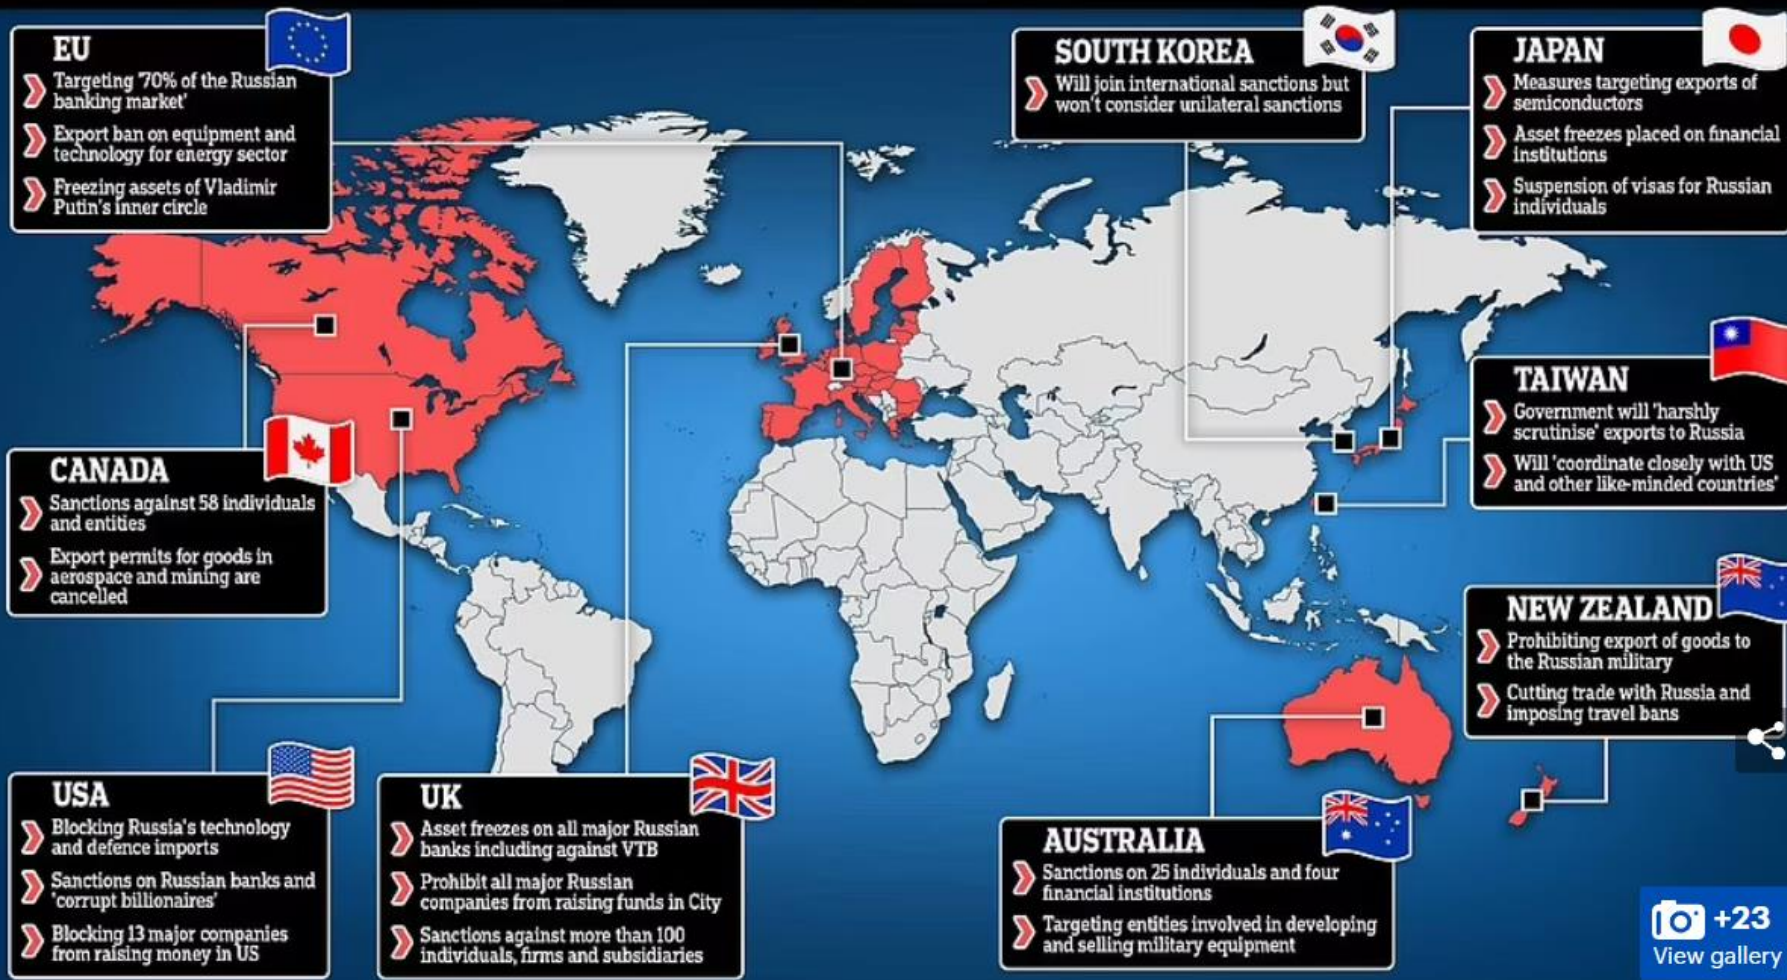 EU
Targeting '70% of the Russian
banking market'
Export ban on equipment and
technology for energy sector
Freezing assets of Vladimir
Putin's inner circle
SOUTH KOREA
Will join international sanctions but
won't consider unilateral sanctions
JAPAN
Measures targeting exports of
semiconductors
Asset freezes placed on financial
institutions
Suspension of visas for Russian
individuals
TAIWAN
Government will 'harshly
scrutinise' exports to Russia
Will 'coordinate closely with US
and other like-minded countries'
CANADA
Sanctions against 58 individuals
and entities
Export permits for goods in
aerospace and mining are
cancelled
NEW ZEALAND
Prohibiting export of goods to
the Russian military
Cutting trade with Russia and
imposing travel bans
USA
Blocking Russia's technology
and defence imports
Sanctions on Russian banks and
'corrupt billionaires'
Blocking 13 major companies
from raising money in US
UK
Asset freezes on all major Russian
banks including against VTB
Prohibit all major Russian
companies from raising funds in City
Sanctions against more than 100
individuals, firms and subsidiaries
AUSTRALIA
Sanctions on 25 individuals and four
financial institutions
Targeting entities involved in developing
and selling military equipment
+23
View gallery